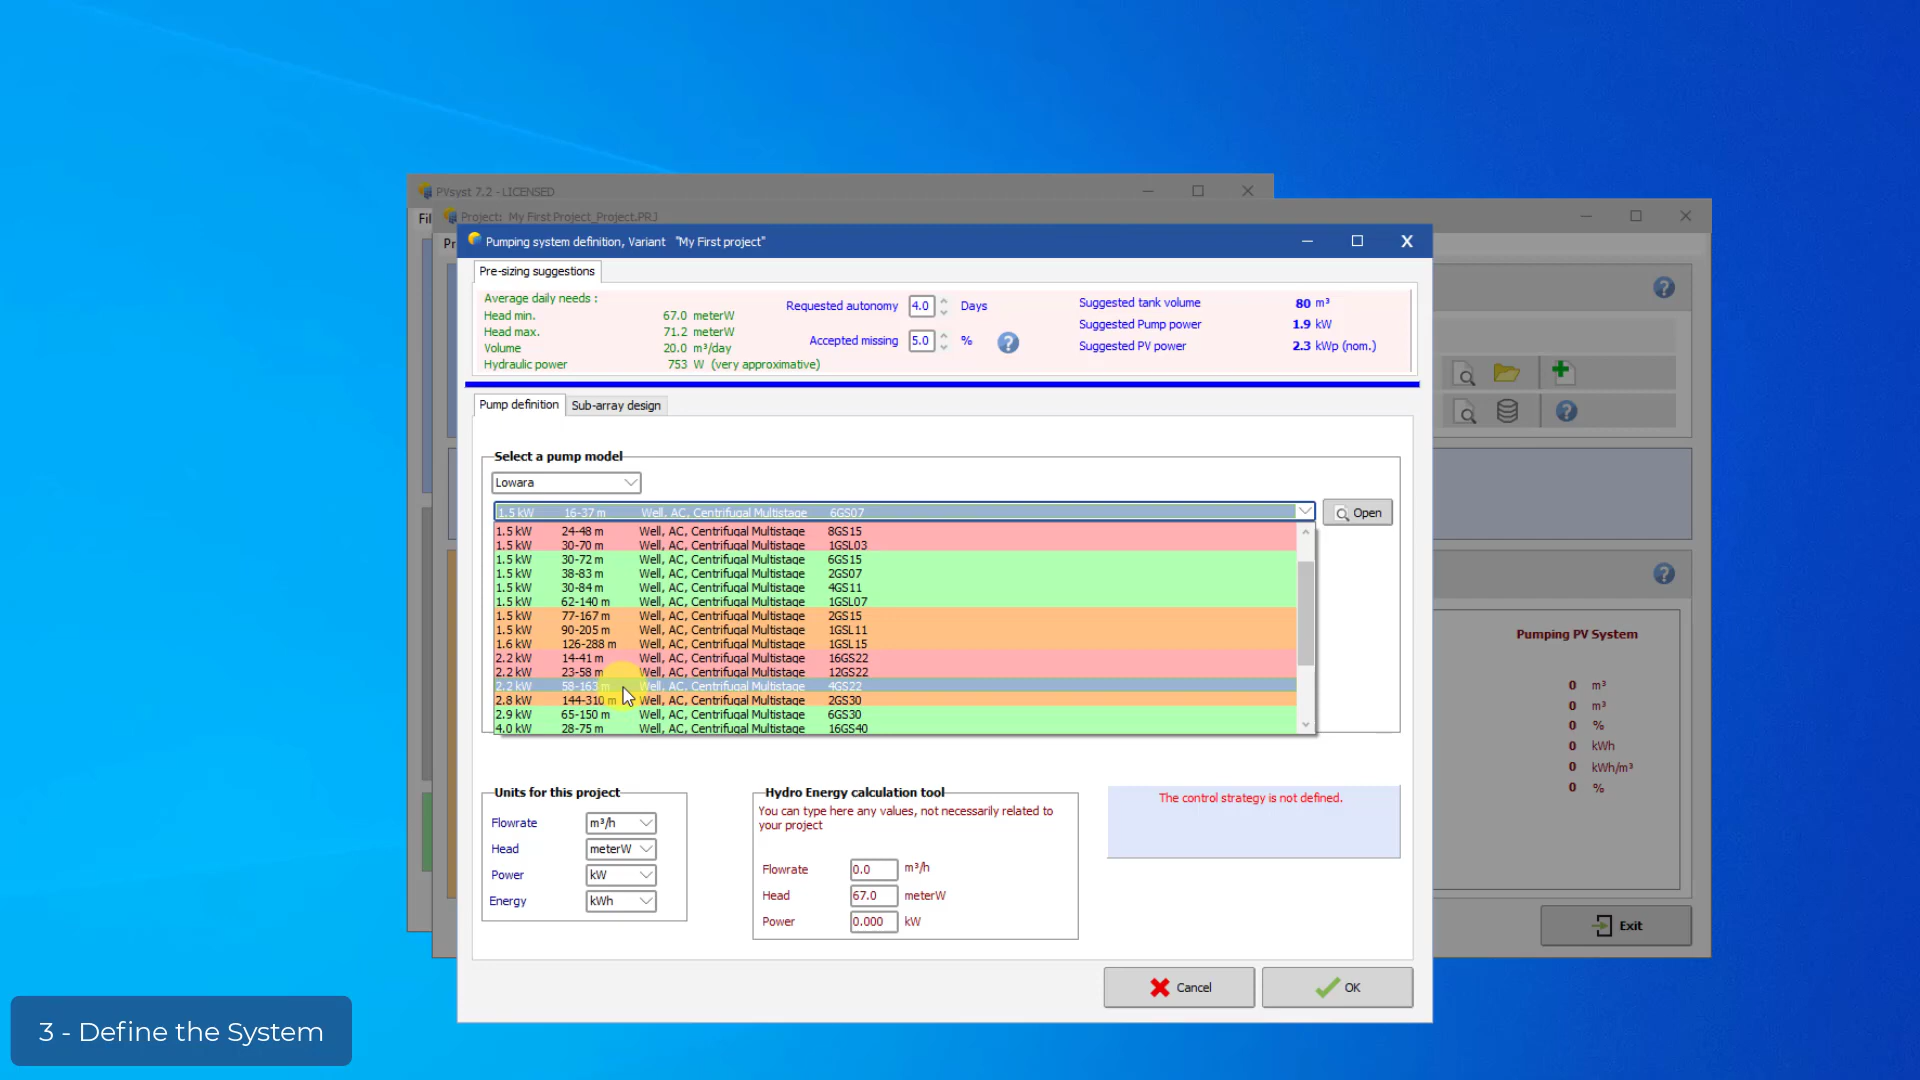 PVsyst 7.2 - LICENSED
Fil
Project: My First Project_Project.PRJ
Pr
Pumping system definition, Variant "My First project"
Pre-sizing suggestions
Average daily needs :
Head min. 67.0 meterW
Head max. 71.2 meterW
Volume 20.0 m³/day
Hydraulic power 753 W (very approximative)
Requested autonomy 4.0 Days
Accepted missing 5.0 %
Suggested tank volume 80 m³
Suggested Pump power 1.9 kW
Suggested PV power 2.3 kWp (nom.)
Pump definition Sub-array design
Select a pump model
Lowara
1.5 kW 16-37 m Well, AC, Centrifugal Multistage 6GS07
Open
1.5 kW 24-48 m Well, AC, Centrifugal Multistage 8GS15
1.5 kW 30-70 m Well, AC, Centrifugal Multistage 1GSL03
1.5 kW 30-72 m Well, AC, Centrifugal Multistage 6GS15
1.5 kW 38-83 m Well, AC, Centrifugal Multistage 2GS07
1.5 kW 30-84 m Well, AC, Centrifugal Multistage 4GS11
1.5 kW 62-140 m Well, AC, Centrifugal Multistage 1GSL07
1.5 kW 77-167 m Well, AC, Centrifugal Multistage 2GS15
1.5 kW 90-205 m Well, AC, Centrifugal Multistage 1GSL11
1.6 kW 126-288 m Well, AC, Centrifugal Multistage 1GSL15
2.2 kW 14-41 m Well, AC, Centrifugal Multistage 16GS22
2.2 kW 23-58 m Well, AC, Centrifugal Multistage 12GS22
2.2 kW 58-163 m Well, AC, Centrifugal Multistage 4GS22
2.8 kW 144-310 m Well, AC, Centrifugal Multistage 2GS30
2.9 kW 65-150 m Well, AC, Centrifugal Multistage 6GS30
4.0 kW 28-75 m Well, AC, Centrifugal Multistage 16GS40
Units for this project
Flowrate m³/h
Head meterW
Power kW
Energy kWh
Hydro Energy calculation tool
You can type here any values, not necessarily related to
your project
Flowrate 0.0 m³/h
Head 67.0 meterW
Power 0.000 kW
The control strategy is not defined.
Cancel
OK
Pumping PV System
0 m³
0 m³
0 %
0 kWh
0 kWh/m³
0 %
Exit
3 - Define the System